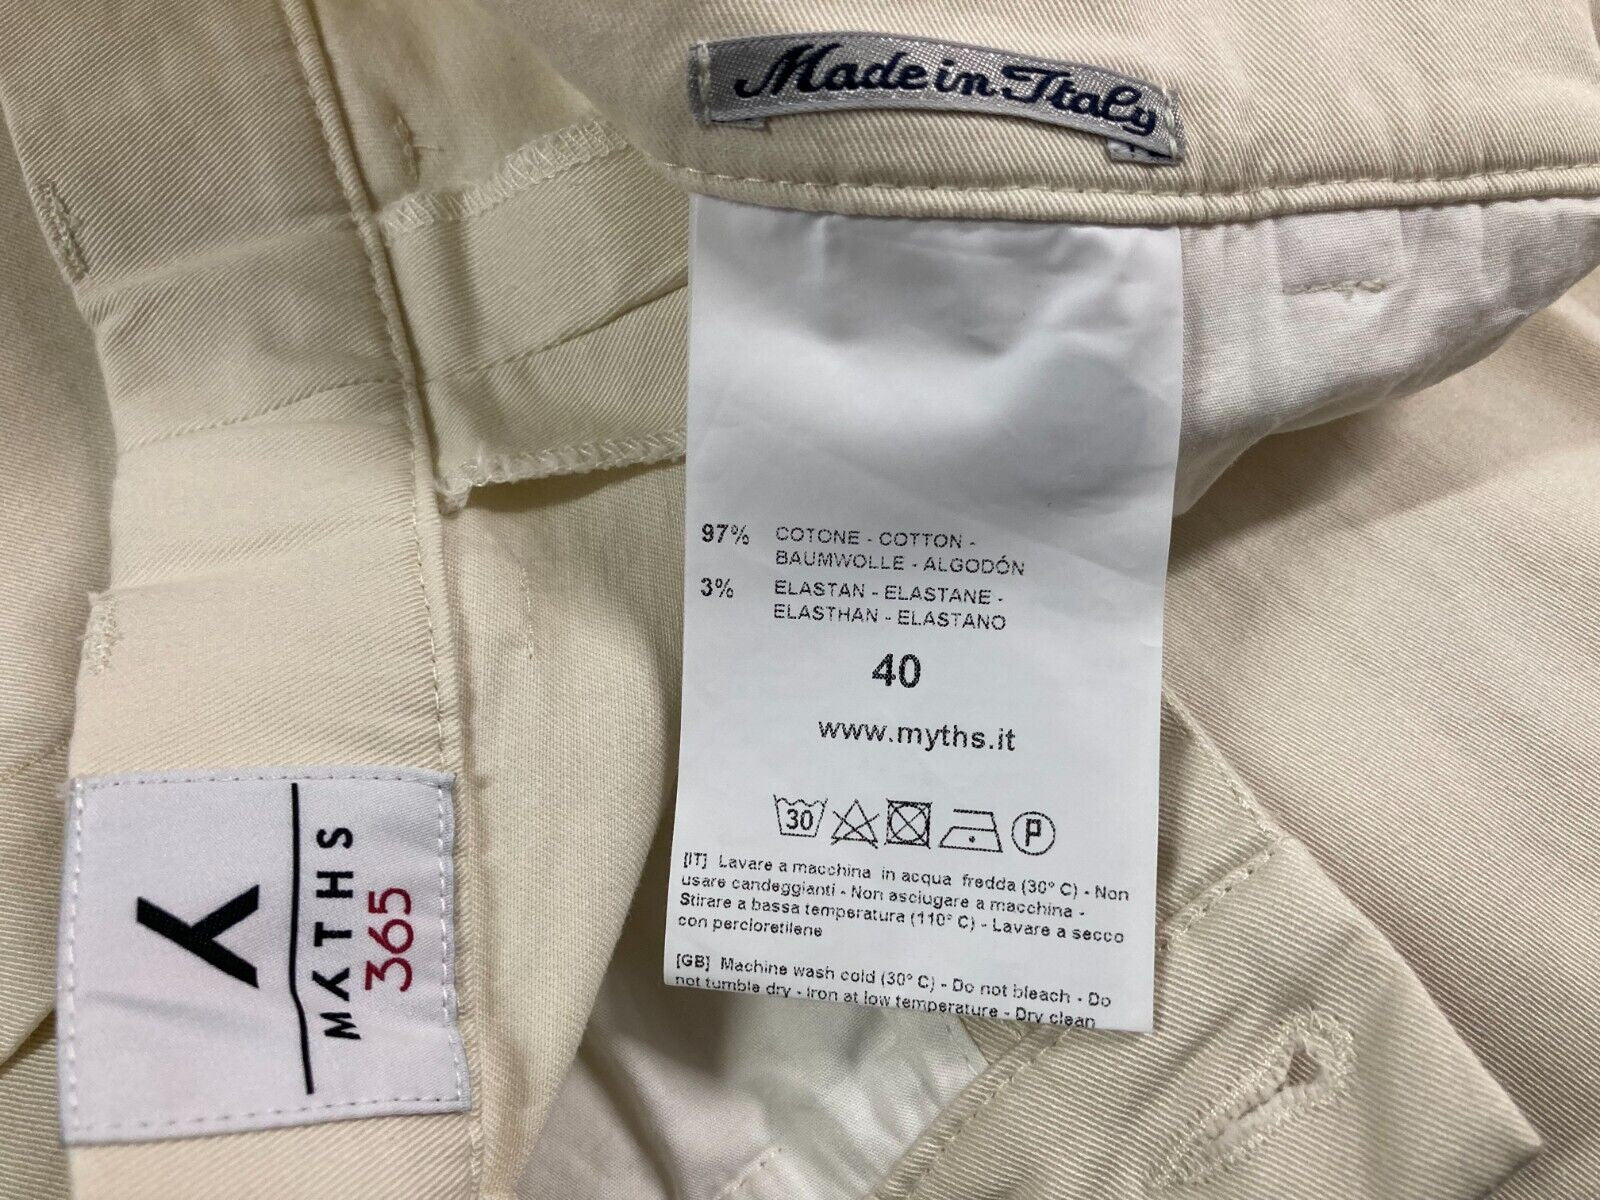 Made in Italy
97% COTONE - COTTON -
BAUMWOLLE - ALGODÓN
3% ELASTAN - ELASTANE -
ELASTHAN - ELASTANO
40
www.myths.it
30 P
[IT] Lavare a macchina in acqua fredda (30° C) - Non
usare candeggianti - Non asciugare a macchina -
Stirare a bassa temperatura (110° C) - Lavare a secco
con percloretilene
[GB] Machine wash cold (30° C) - Do not bleach - Do
not tumble dry - Iron at low temperature - Dry clean
MYTHS
365